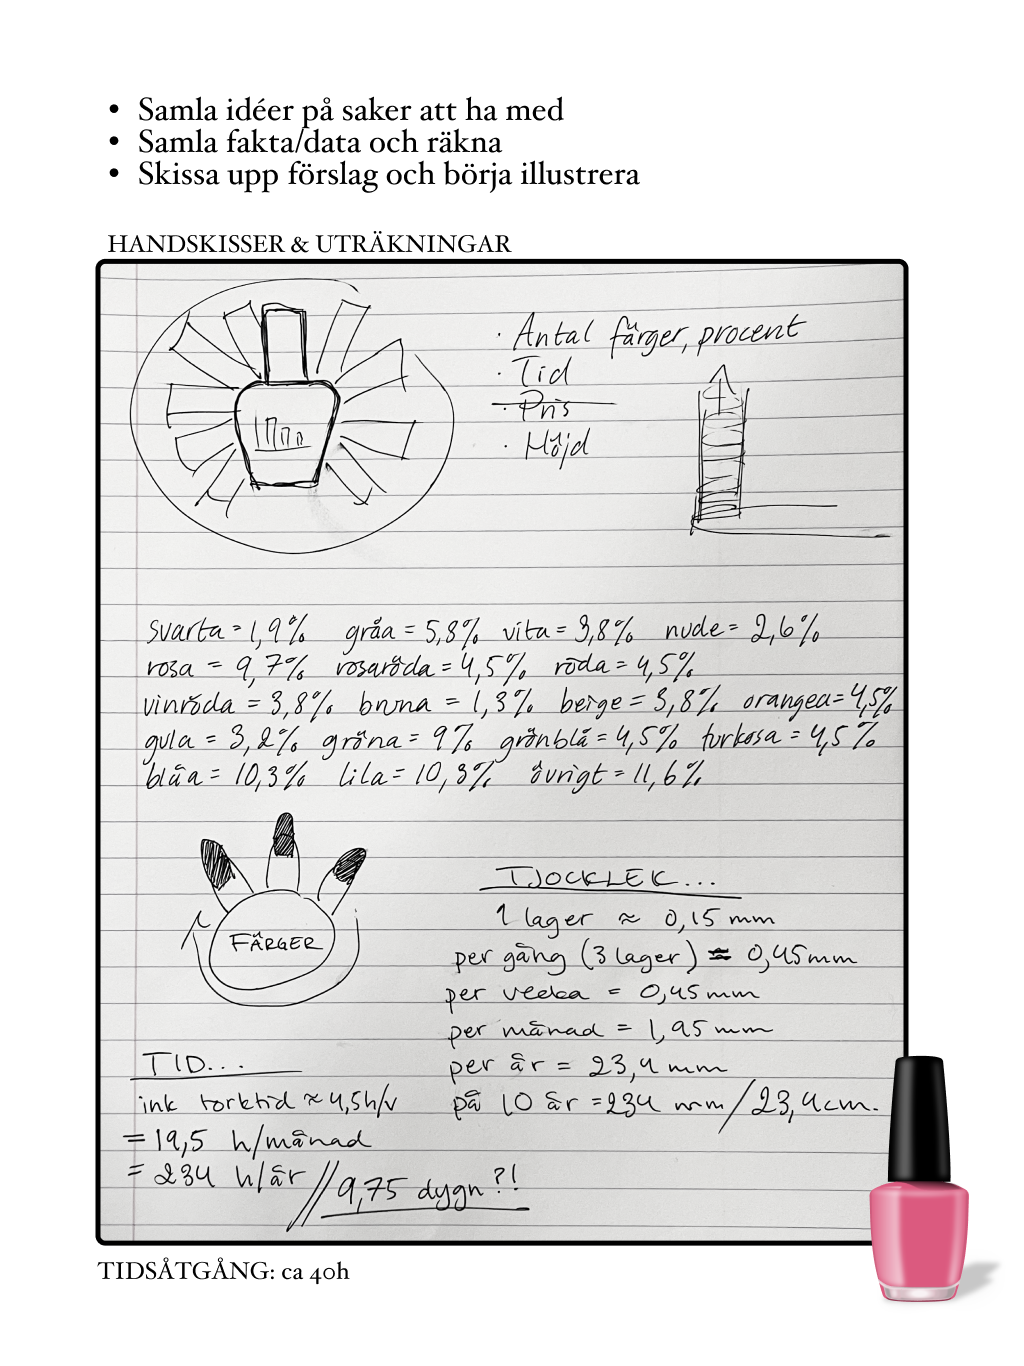 • Samla idéer på saker att ha med
• Samla fakta/data och räkna
• Skissa upp förslag och börja illustrera
HANDSKISSER & UTRÄKNINGAR
· Antal färger, procent
· Tid
· Pris
· Höjd
svarta = 1,9% gråa = 5,8% vita = 3,8% nude = 2,6%
rosa = 9,7% rosaröda = 4,5% röda = 4,5%
vinröda = 3,8% bruna = 1,3% beige = 3,8% orangea = 4,5%
gula = 3,2% gröna = 9% grönblå = 4,5% turkosa = 4,5%
blåa = 10,3% lila = 10,3% övrigt = 11,6%
FÄRGER
TJOCKLEK...
1 lager ≈ 0,15 mm
per gång (3 lager) ≈ 0,45 mm
per vecka = 0,45 mm
per månad = 1,95 mm
per år = 23,4 mm
på 10 år = 234 mm / 23,4 cm.
TID...
ink torktid ≈ 4,5h/v
= 19,5 h/månad
= 234 h/år // 9,75 dygn?!
TIDSÅTGÅNG: ca 40h